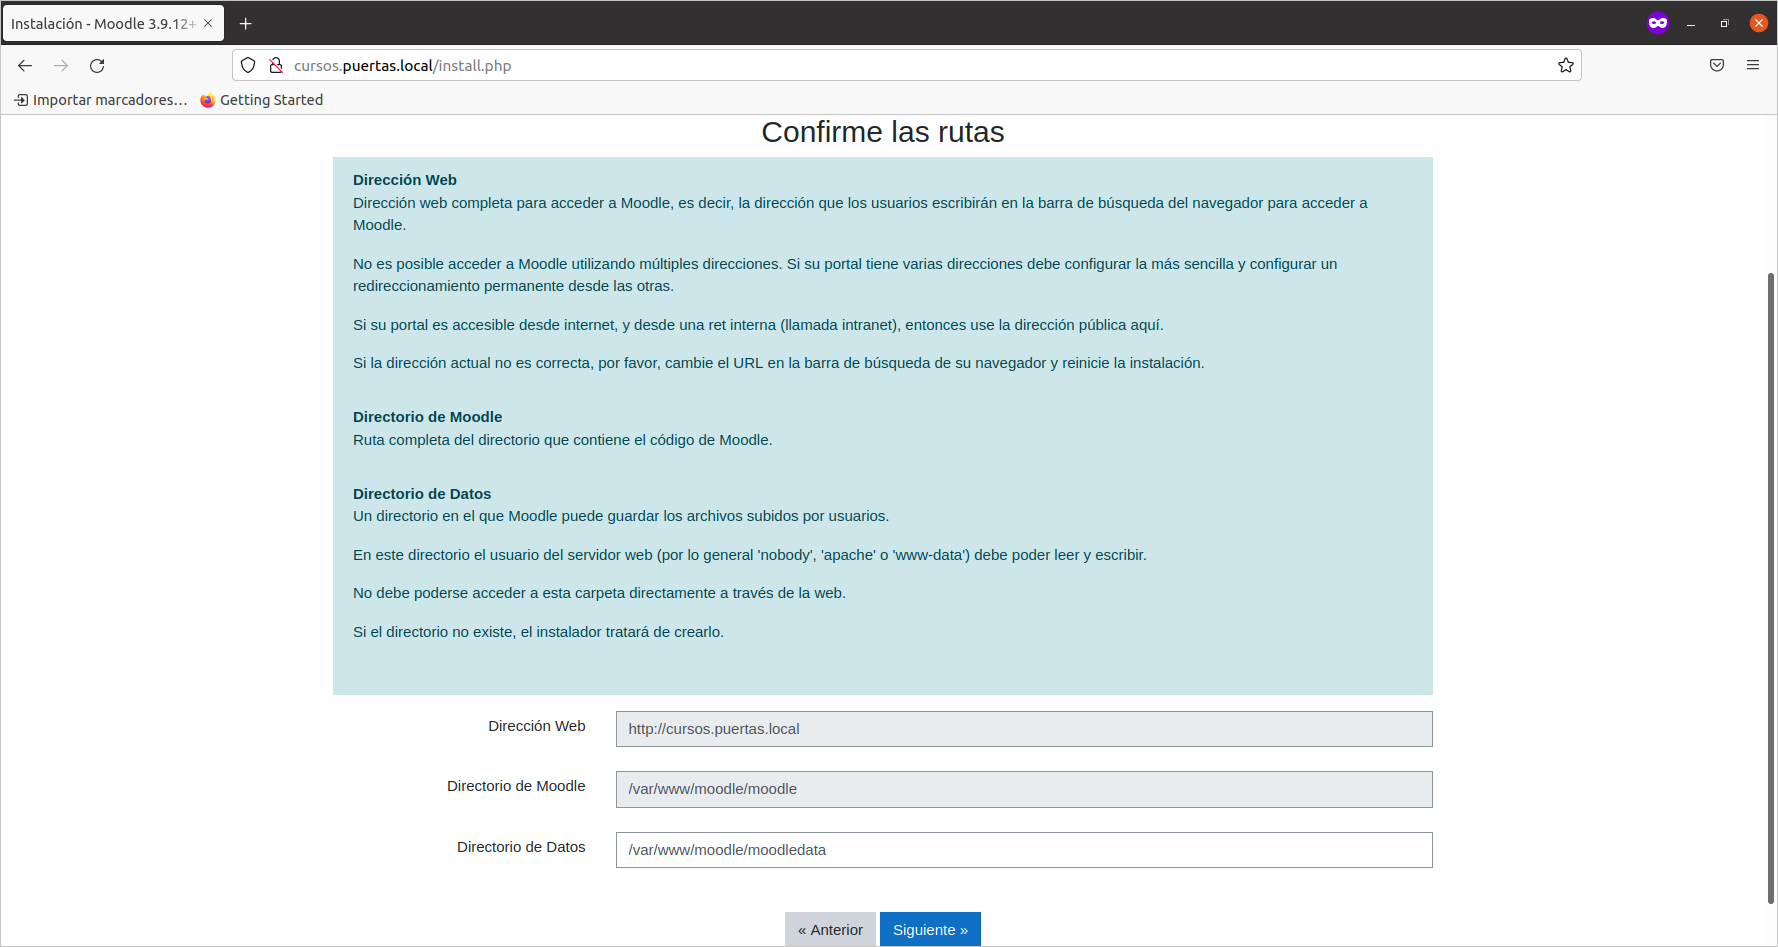 Instalación - Moodle 3.9.12+
cursos.puertas.local/install.php
Importar marcadores…
Getting Started
Confirme las rutas
Dirección Web
Dirección web completa para acceder a Moodle, es decir, la dirección que los usuarios escribirán en la barra de búsqueda del navegador para acceder a
Moodle.
No es posible acceder a Moodle utilizando múltiples direcciones. Si su portal tiene varias direcciones debe configurar la más sencilla y configurar un
redireccionamiento permanente desde las otras.
Si su portal es accesible desde internet, y desde una ret interna (llamada intranet), entonces use la dirección pública aquí.
Si la dirección actual no es correcta, por favor, cambie el URL en la barra de búsqueda de su navegador y reinicie la instalación.
Directorio de Moodle
Ruta completa del directorio que contiene el código de Moodle.
Directorio de Datos
Un directorio en el que Moodle puede guardar los archivos subidos por usuarios.
En este directorio el usuario del servidor web (por lo general 'nobody', 'apache' o 'www-data') debe poder leer y escribir.
No debe poderse acceder a esta carpeta directamente a través de la web.
Si el directorio no existe, el instalador tratará de crearlo.
Dirección Web
http://cursos.puertas.local
Directorio de Moodle
/var/www/moodle/moodle
Directorio de Datos
/var/www/moodle/moodledata
« Anterior
Siguiente »